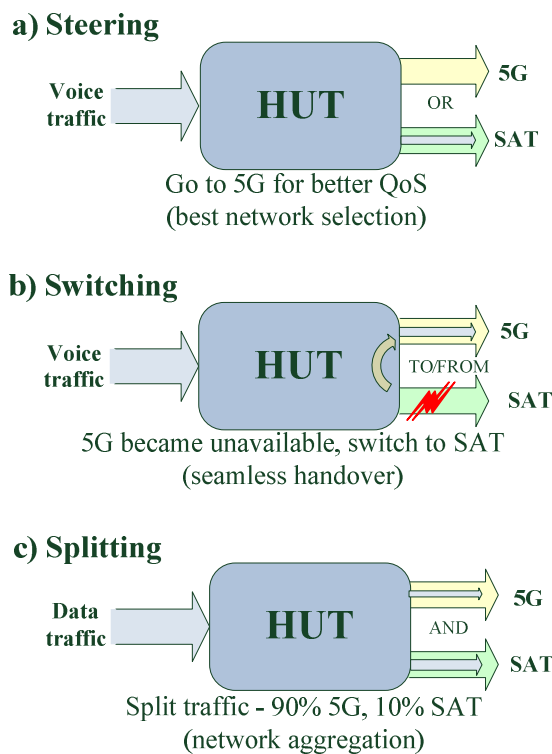 a) Steering
Voice
traffic
HUT
5G
OR
SAT
Go to 5G for better QoS
(best network selection)
b) Switching
Voice
traffic
HUT
5G
TO/FROM
SAT
5G became unavailable, switch to SAT
(seamless handover)
c) Splitting
Data
traffic
HUT
5G
AND
SAT
Split traffic - 90% 5G, 10% SAT
(network aggregation)